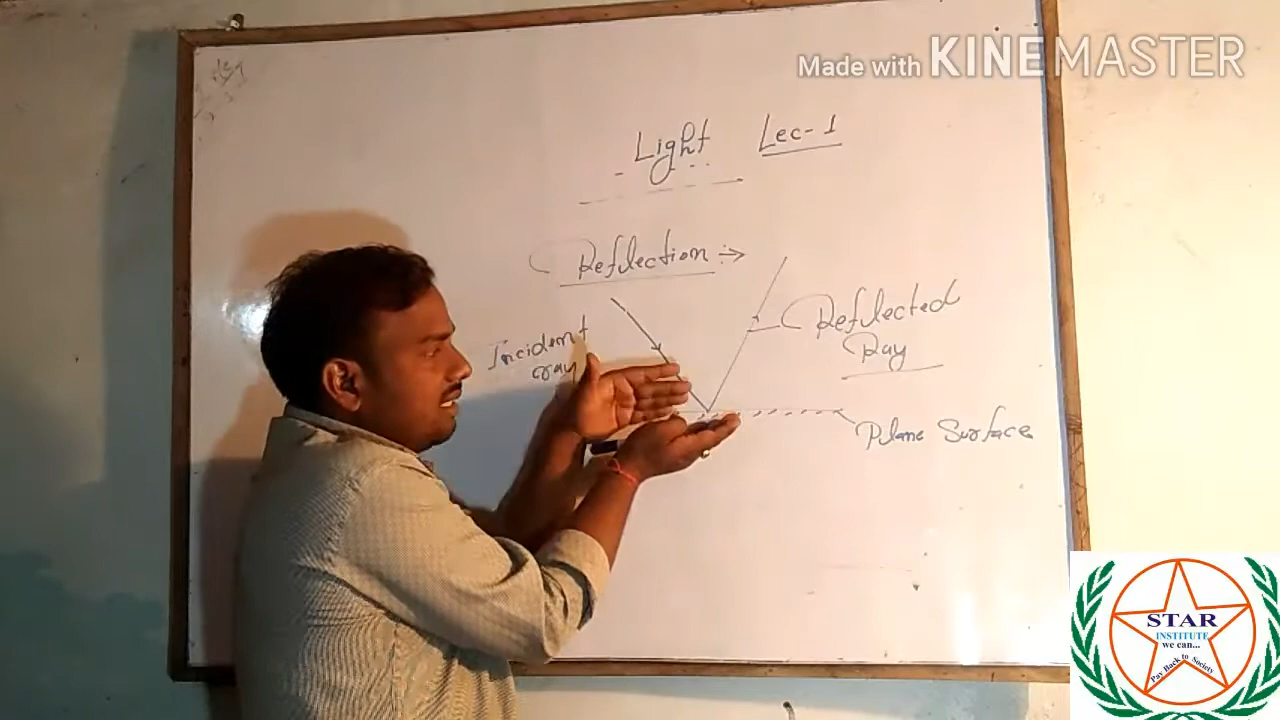 Made with KINEMASTER
Light Lec-1
Reflection :→
Incident
ray
Reflected
Ray
Plane Surface
STAR
INSTITUTE
we can...
Pay Back to Society